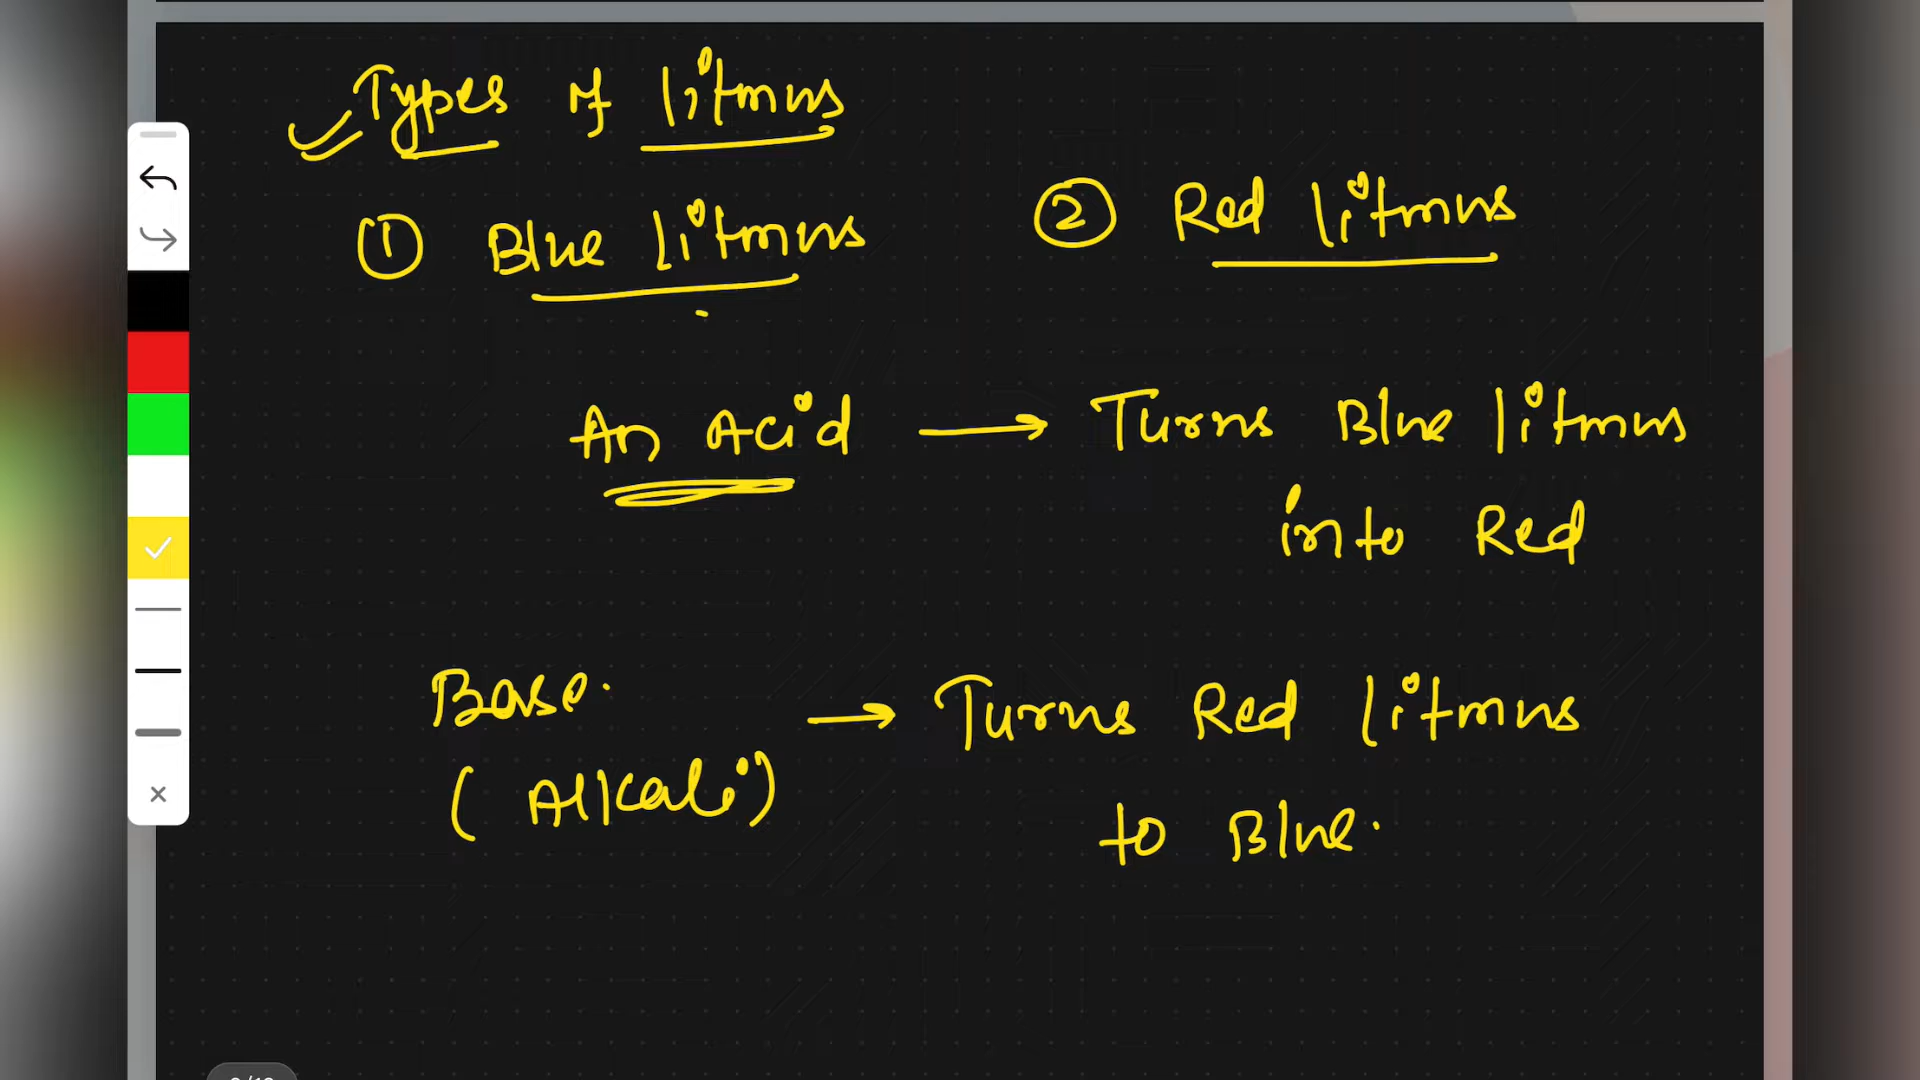 Types of litmus
① Blue litmus
② Red litmus
An Acid → Turns Blue litmus
into Red
Base. → Turns Red litmus
(Alkali)
to Blue.